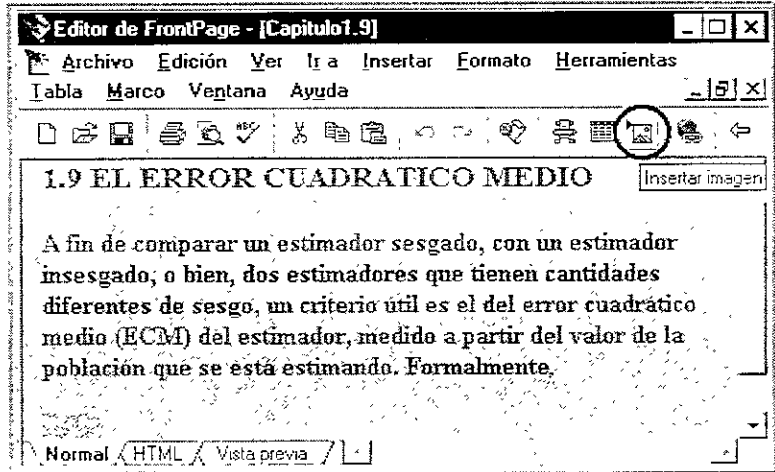 Editor de FrontPage - [Capitulo1.9]
Archivo Edición Ver Ir a Insertar Formato Herramientas
Tabla Marco Ventana Ayuda
1.9 EL ERROR CUADRATICO MEDIO
Insertar imagen
A fin de comparar un estimador sesgado, con un estimador
insesgado, o bien, dos estimadores que tienen cantidades
diferentes de sesgo, un criterio útil es el del error cuadrático
medio (ECM) del estimador, medido a partir del valor de la
población que se está estimando. Formalmente,
Normal HTML Vista previa